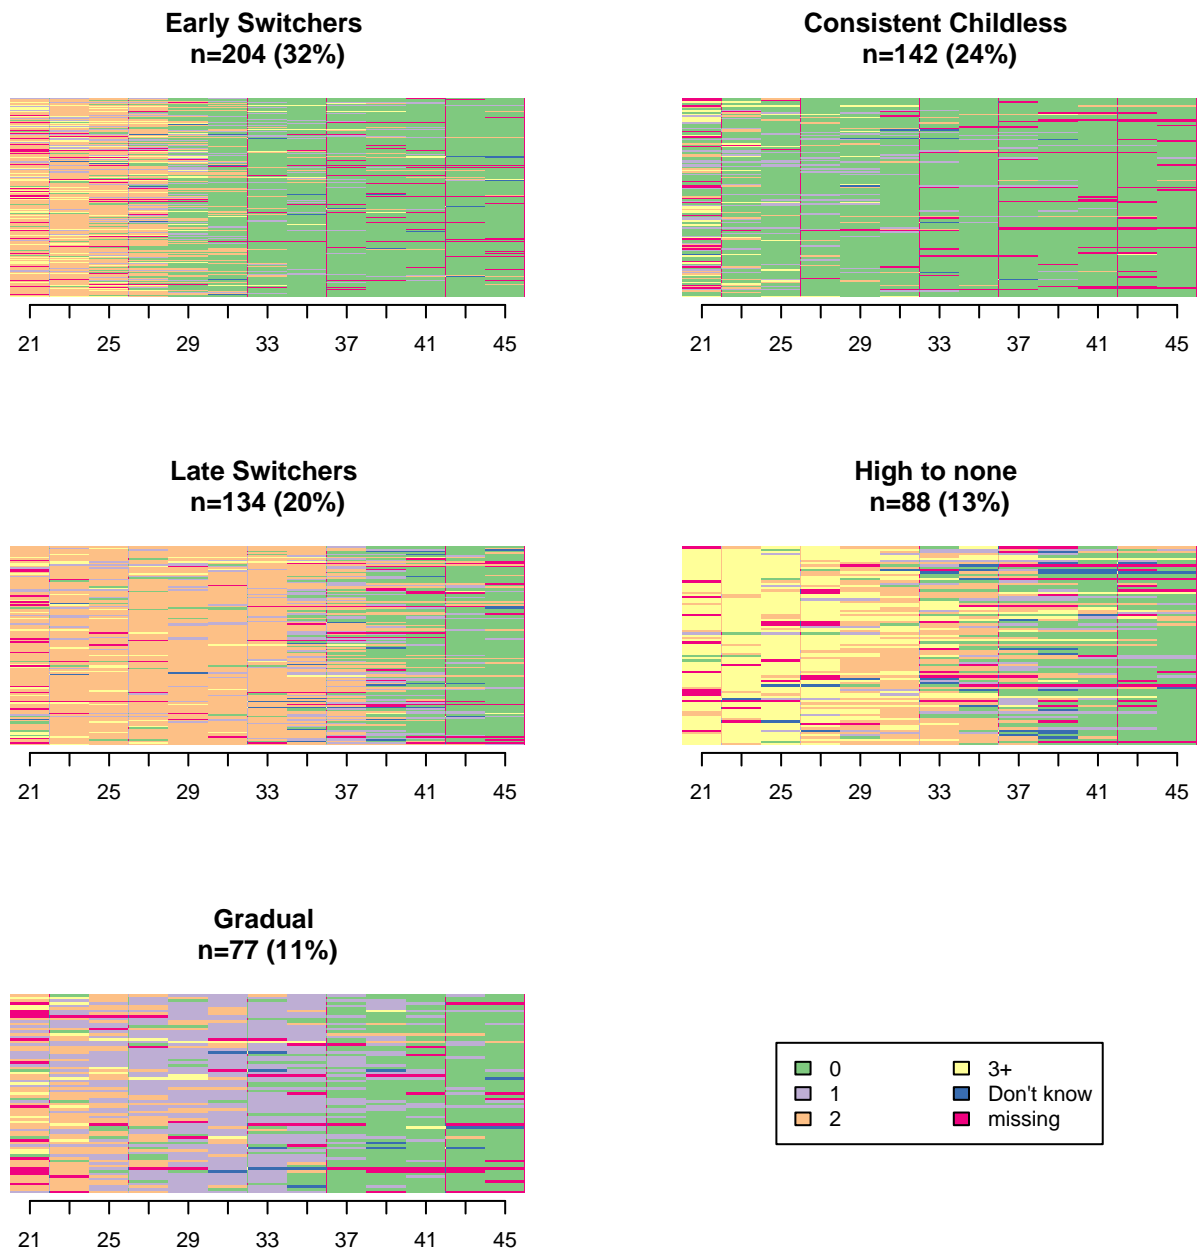 Early Switchers
n=204 (32%)
21 25 29 33 37 41 45
Consistent Childless
n=142 (24%)
21 25 29 33 37 41 45
Late Switchers
n=134 (20%)
21 25 29 33 37 41 45
High to none
n=88 (13%)
21 25 29 33 37 41 45
Gradual
n=77 (11%)
21 25 29 33 37 41 45
0
1
2
3+
Don't know
missing